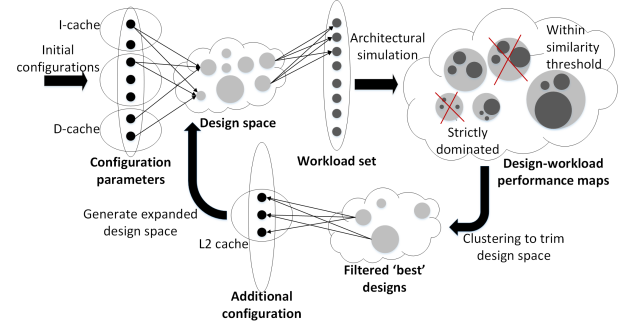 I-cache
Initial
configurations
D-cache
Configuration
parameters
Design space
Workload set
Architectural
simulation
Within
similarity
threshold
Strictly
dominated
Design-workload
performance maps
Generate expanded
design space
L2 cache
Additional
configuration
Filtered ‘best’
designs
Clustering to trim
design space